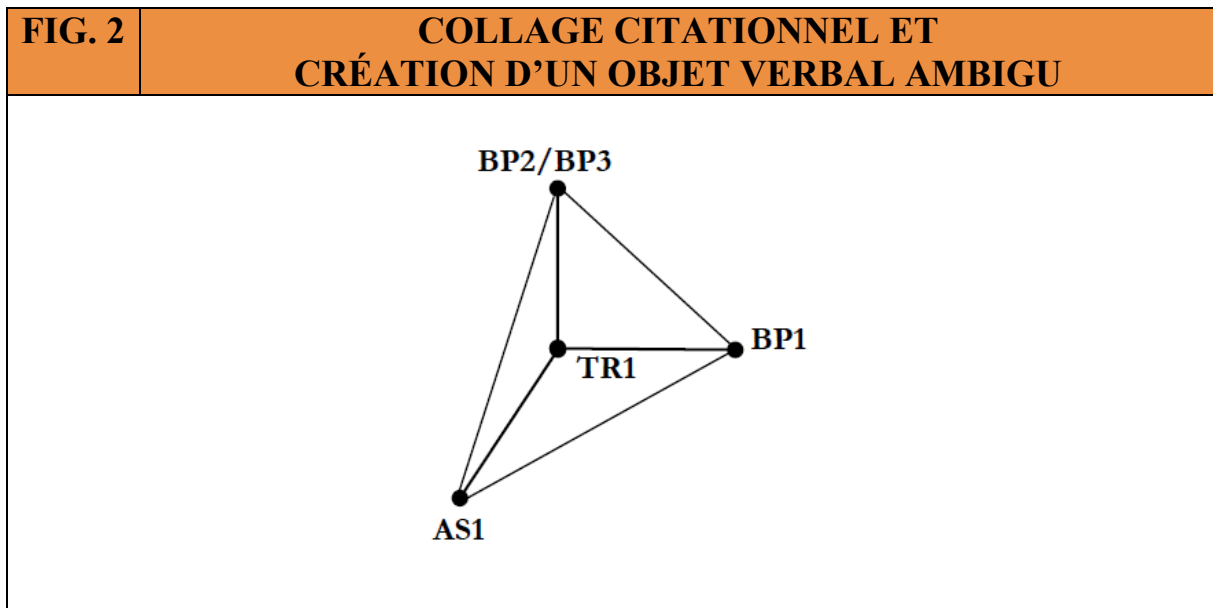 FIG. 2
COLLAGE CITATIONNEL ET
CRÉATION D’UN OBJET VERBAL AMBIGU
BP2/BP3
BP1
TR1
AS1